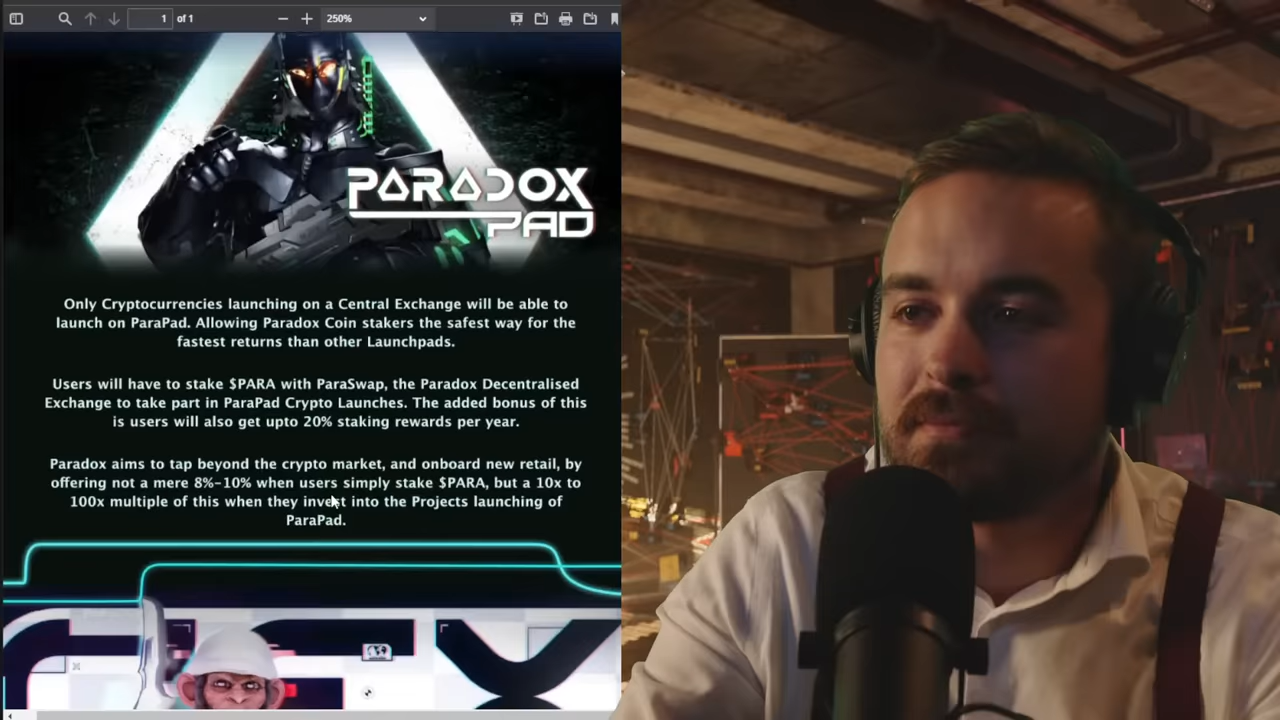 1 of 1
250%
PARADOX
PAD
Only Cryptocurrencies launching on a Central Exchange will be able to
launch on ParaPad. Allowing Paradox Coin stakers the safest way for the
fastest returns than other Launchpads.
Users will have to stake $PARA with ParaSwap, the Paradox Decentralised
Exchange to take part in ParaPad Crypto Launches. The added bonus of this
is users will also get upto 20% staking rewards per year.
Paradox aims to tap beyond the crypto market, and onboard new retail, by
offering not a mere 8%-10% when users simply stake $PARA, but a 10x to
100x multiple of this when they invest into the Projects launching of
ParaPad.